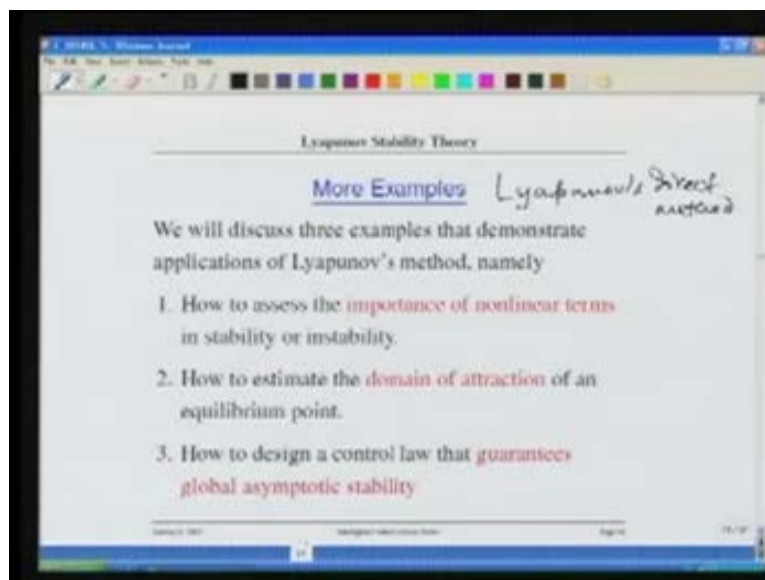 Lyapunov Stability Theory
More Examples Lyapunov's Direct
method
We will discuss three examples that demonstrate
applications of Lyapunov's method, namely
1. How to assess the importance of nonlinear terms
in stability or instability.
2. How to estimate the domain of attraction of an
equilibrium point.
3. How to design a control law that guarantees
global asymptotic stability